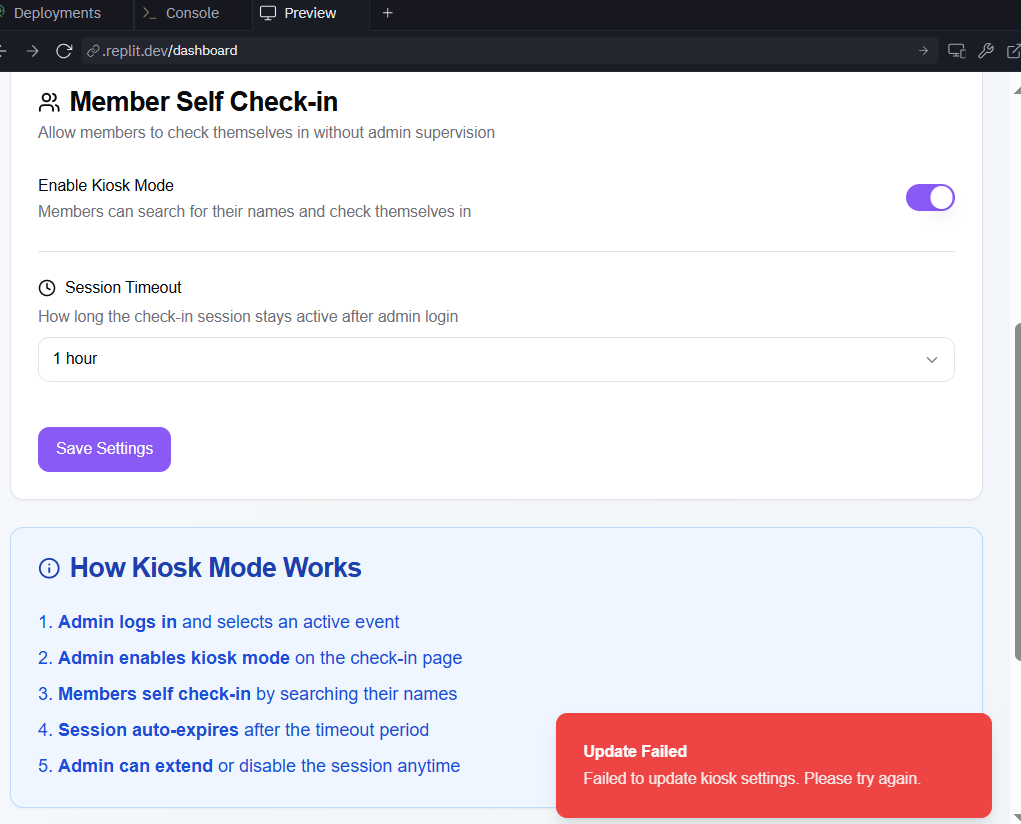 Deployments
Console
Preview
.replit.dev/dashboard
Member Self Check-in
Allow members to check themselves in without admin supervision
Enable Kiosk Mode
Members can search for their names and check themselves in
Session Timeout
How long the check-in session stays active after admin login
1 hour
Save Settings
How Kiosk Mode Works
1. Admin logs in and selects an active event
2. Admin enables kiosk mode on the check-in page
3. Members self check-in by searching their names
4. Session auto-expires after the timeout period
5. Admin can extend or disable the session anytime
Update Failed
Failed to update kiosk settings. Please try again.